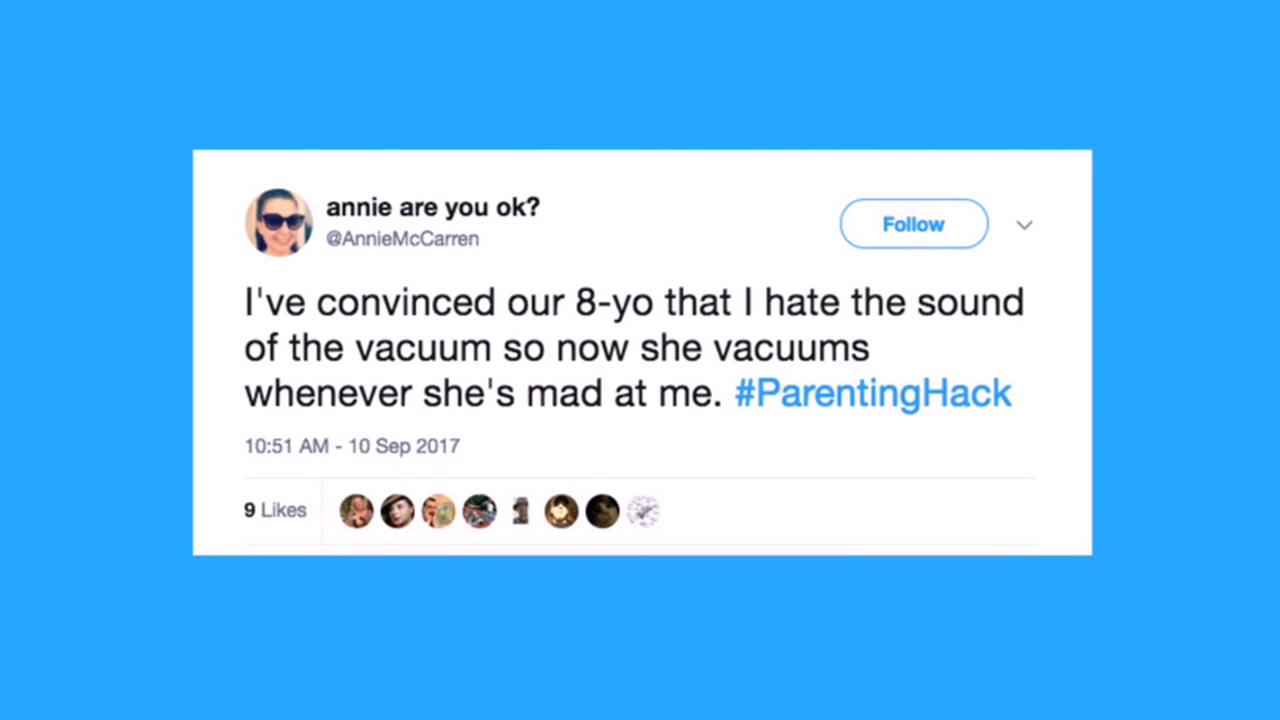 annie are you ok?
@AnnieMcCarren
Follow
I've convinced our 8-yo that I hate the sound
of the vacuum so now she vacuums
whenever she's mad at me. #ParentingHack
10:51 AM - 10 Sep 2017
9 Likes